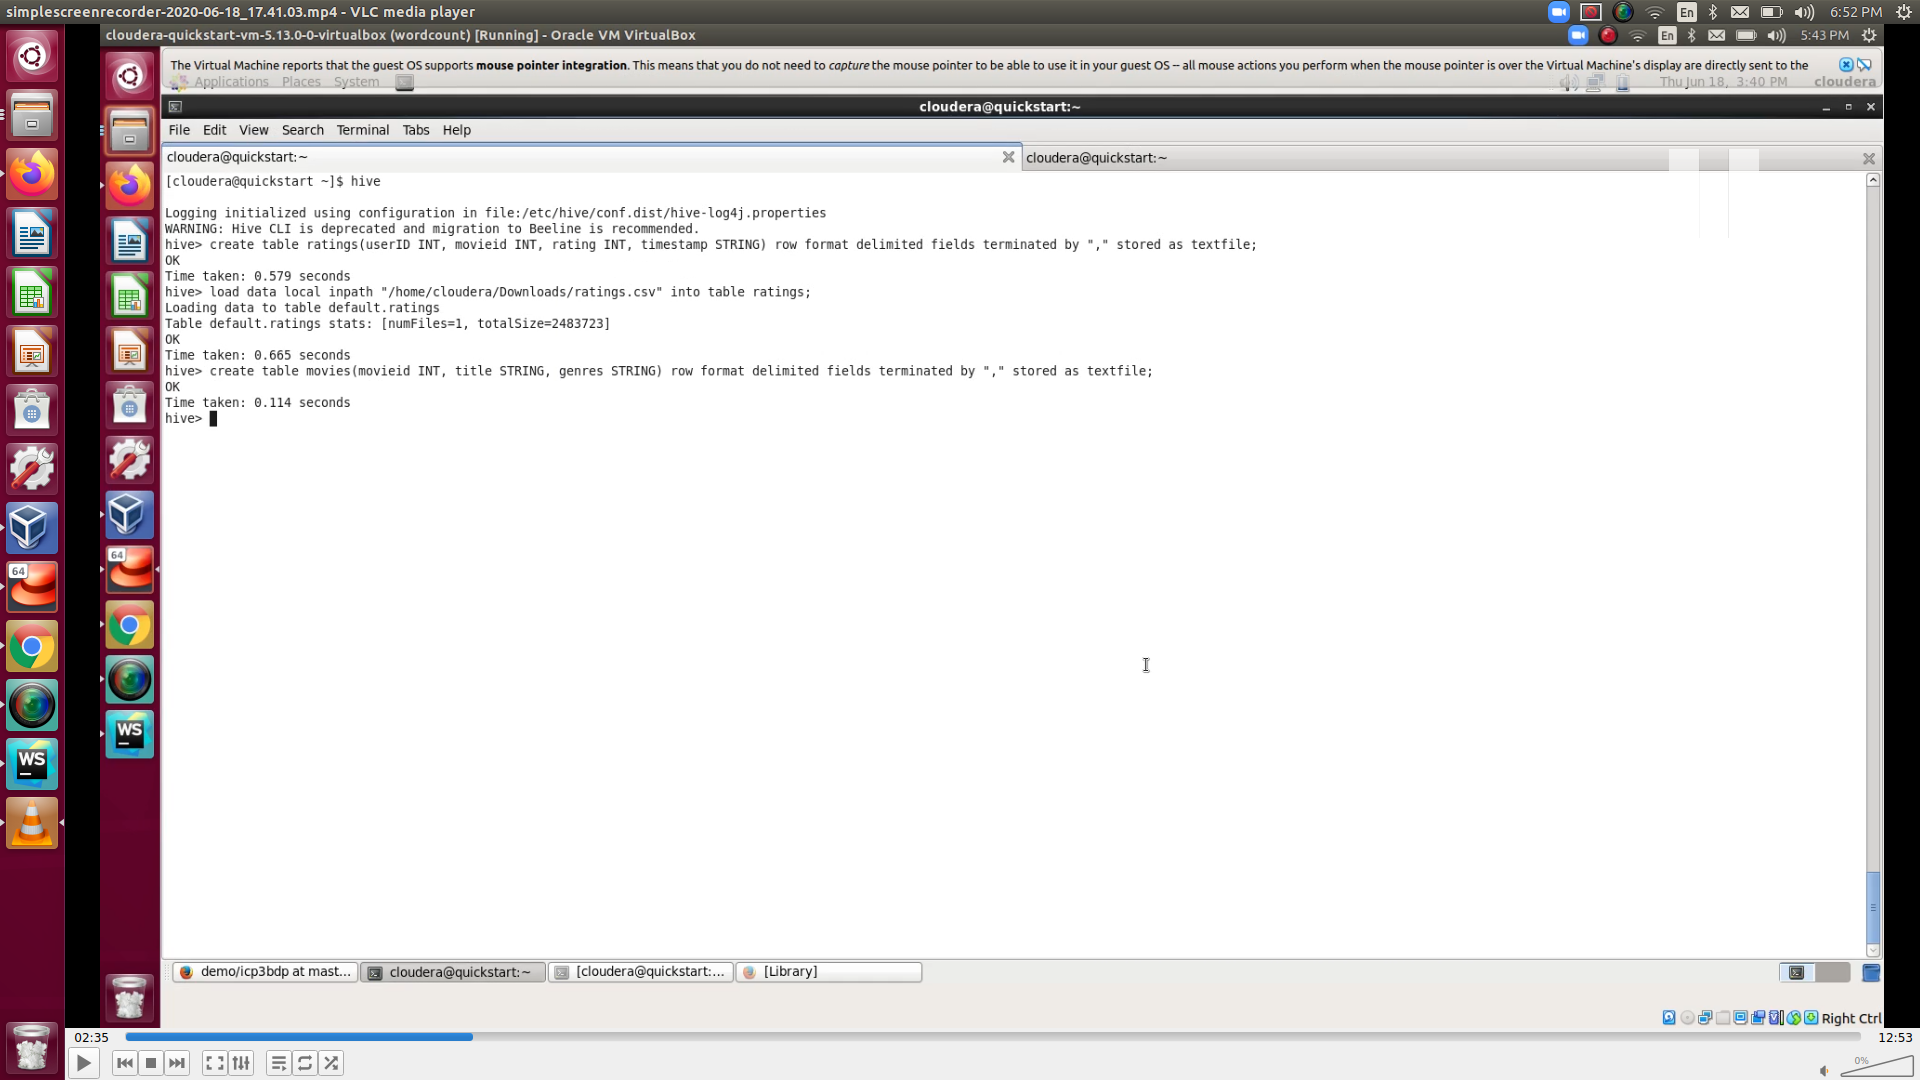 simplescreenrecorder-2020-06-18_17.41.03.mp4 - VLC media player
En
6:52 PM
cloudera-quickstart-vm-5.13.0-0-virtualbox (wordcount) [Running] - Oracle VM VirtualBox
En
5:43 PM
The Virtual Machine reports that the guest OS supports mouse pointer integration. This means that you do not need to capture the mouse pointer to be able to use it in your guest OS -- all mouse actions you perform when the mouse pointer is over the Virtual Machine's display are directly sent to the
Applications Places System
Thu Jun 18, 3:40 PM
cloudera
cloudera@quickstart:~
File Edit View Search Terminal Tabs Help
cloudera@quickstart:~
cloudera@quickstart:~
[cloudera@quickstart ~]$ hive
Logging initialized using configuration in file:/etc/hive/conf.dist/hive-log4j.properties
WARNING: Hive CLI is deprecated and migration to Beeline is recommended.
hive> create table ratings(userID INT, movieid INT, rating INT, timestamp STRING) row format delimited fields terminated by "," stored as textfile;
OK
Time taken: 0.579 seconds
hive> load data local inpath "/home/cloudera/Downloads/ratings.csv" into table ratings;
Loading data to table default.ratings
Table default.ratings stats: [numFiles=1, totalSize=2483723]
OK
Time taken: 0.665 seconds
hive> create table movies(movieid INT, title STRING, genres STRING) row format delimited fields terminated by "," stored as textfile;
OK
Time taken: 0.114 seconds
hive>
64
64
WS
WS
demo/icp3bdp at mast...
cloudera@quickstart:~
[cloudera@quickstart:...
[Library]
Right Ctrl
02:35
12:53
0%